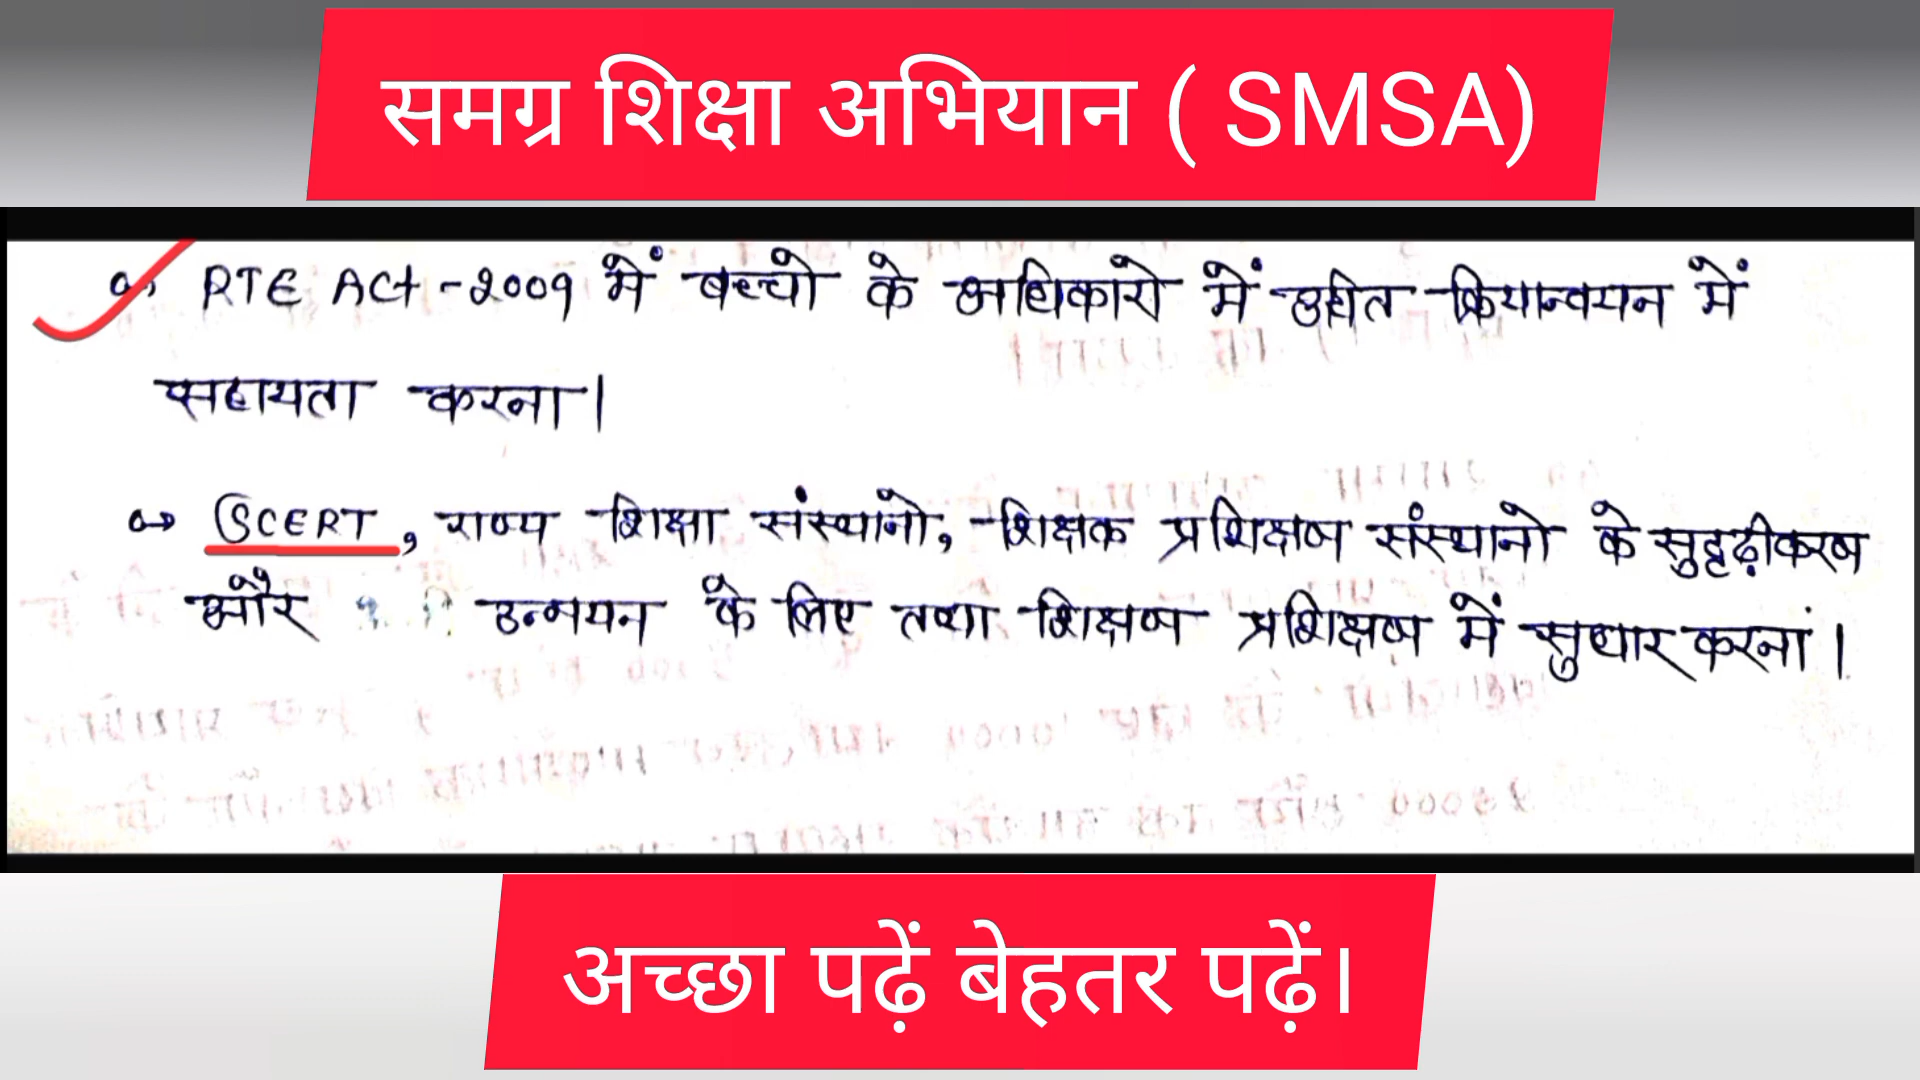 समग्र शिक्षा अभियान ( SMSA)
RTE ACt -2009 में बच्चो के अधिकारो में उचित क्रियान्वयन में
सहायता करना।
SCERT, राज्य शिक्षा संस्थानो, शिक्षक प्रशिक्षण संस्थानो के सुदृढ़ीकरण
और उन्नयन के लिए तथा शिक्षण प्रशिक्षण में सुधार करना।
अच्छा पढ़ें बेहतर पढ़ें।